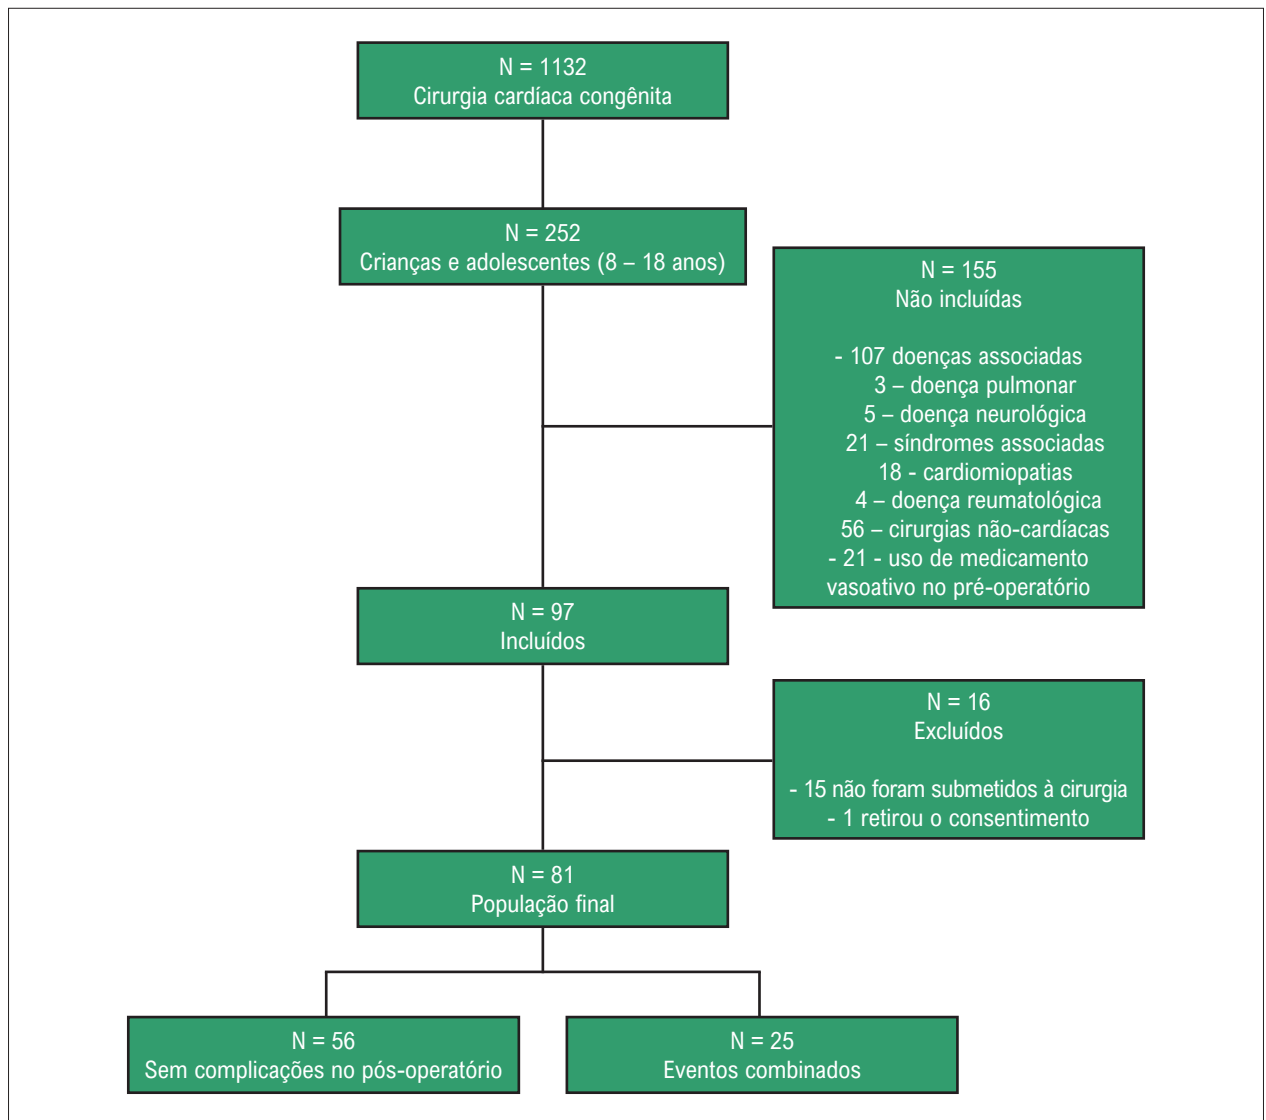 N = 1132
Cirurgia cardíaca congênita
N = 252
Crianças e adolescentes (8 – 18 anos)
N = 155
Não incluídas
- 107 doenças associadas
3 – doença pulmonar
5 – doença neurológica
21 – síndromes associadas
18 - cardiomiopatias
4 – doença reumatológica
56 – cirurgias não-cardíacas
- 21 - uso de medicamento
vasoativo no pré-operatório
N = 97
Incluídos
N = 16
Excluídos
- 15 não foram submetidos à cirurgia
- 1 retirou o consentimento
N = 81
População final
N = 56
Sem complicações no pós-operatório
N = 25
Eventos combinados